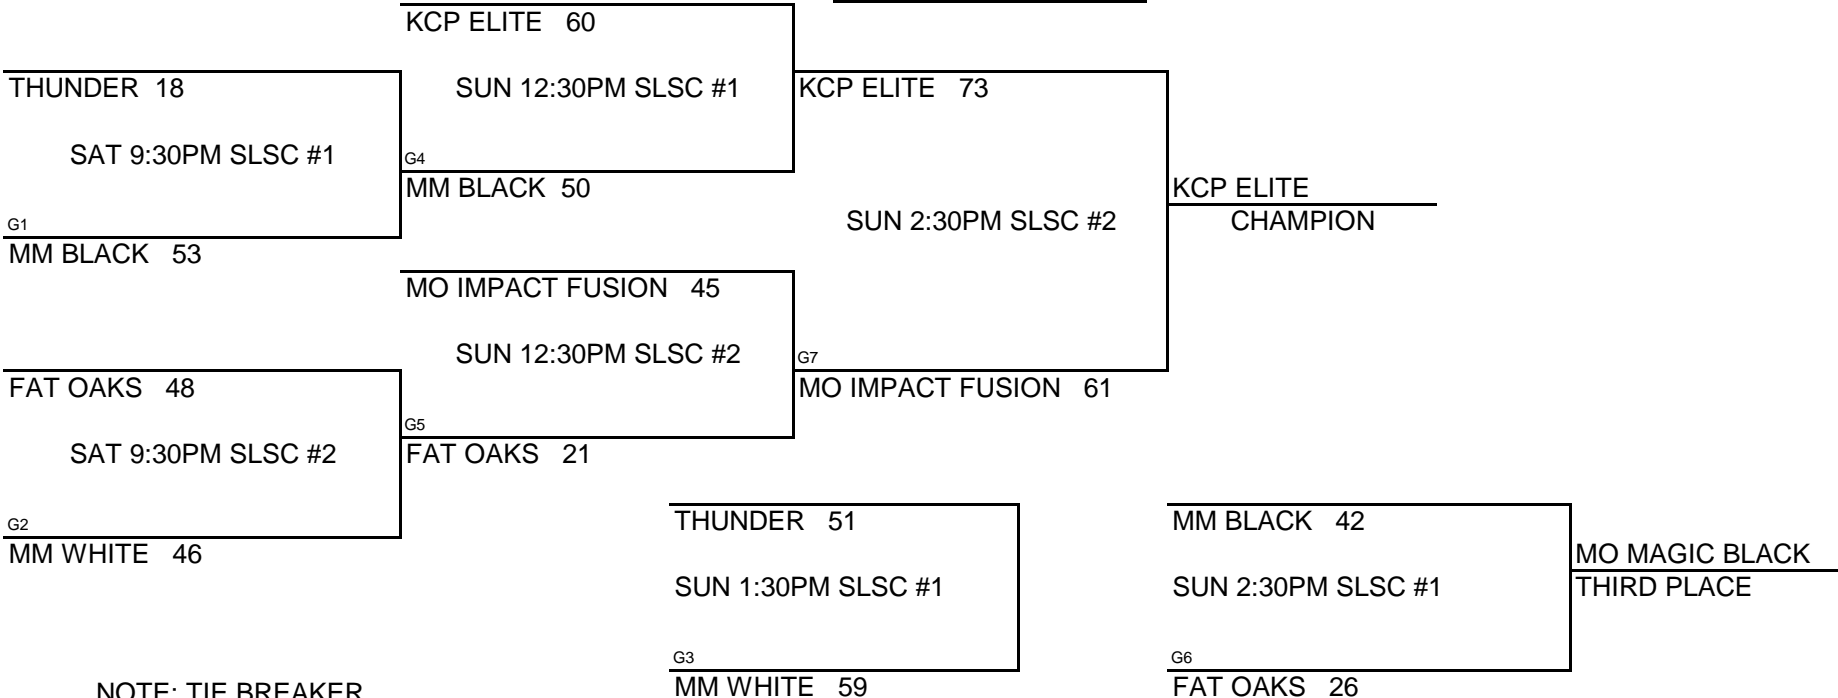 KCP ELITE 60
THUNDER 18
SUN 12:30PM SLSC #1
KCP ELITE 73
SAT 9:30PM SLSC #1
G4
MM BLACK 50
KCP ELITE
G1
SUN 2:30PM SLSC #2
CHAMPION
MM BLACK 53
MO IMPACT FUSION 45
SUN 12:30PM SLSC #2
G7
FAT OAKS 48
MO IMPACT FUSION 61
G5
SAT 9:30PM SLSC #2
FAT OAKS 21
G2
THUNDER 51
MM BLACK 42
MM WHITE 46
MO MAGIC BLACK
SUN 1:30PM SLSC #1
SUN 2:30PM SLSC #1
THIRD PLACE
G3
G6
NOTE: TIE BREAKER
MM WHITE 59
FAT OAKS 26